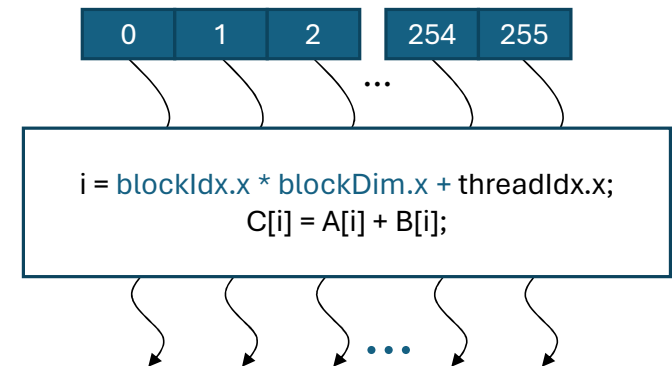 0 1 2 254 255
...
i = blockIdx.x * blockDim.x + threadIdx.x;
C[i] = A[i] + B[i];
...